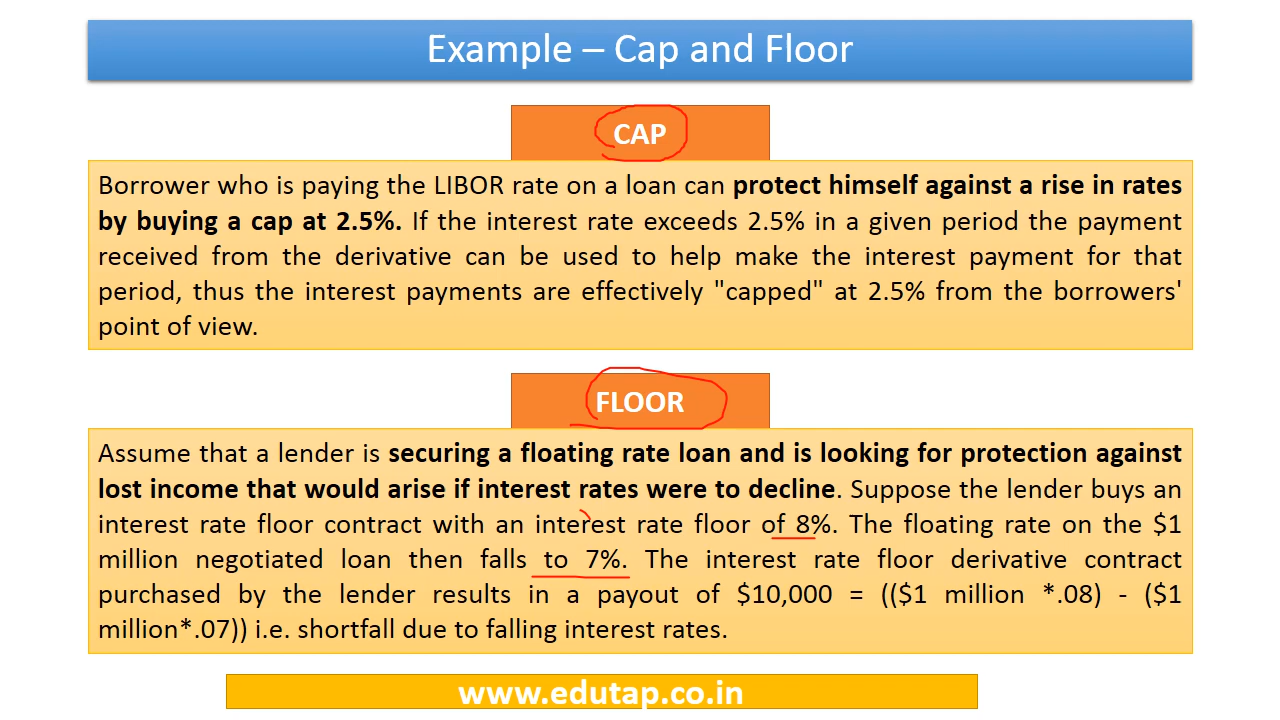 Example – Cap and Floor
CAP
Borrower who is paying the LIBOR rate on a loan can protect himself against a rise in rates
by buying a cap at 2.5%. If the interest rate exceeds 2.5% in a given period the payment
received from the derivative can be used to help make the interest payment for that
period, thus the interest payments are effectively "capped" at 2.5% from the borrowers'
point of view.
FLOOR
Assume that a lender is securing a floating rate loan and is looking for protection against
lost income that would arise if interest rates were to decline. Suppose the lender buys an
interest rate floor contract with an interest rate floor of 8%. The floating rate on the $1
million negotiated loan then falls to 7%. The interest rate floor derivative contract
purchased by the lender results in a payout of $10,000 = (($1 million *.08) - ($1
million*.07)) i.e. shortfall due to falling interest rates.
www.edutap.co.in